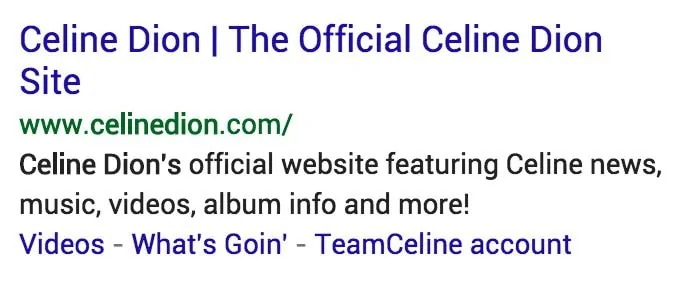 Celine Dion | The Official Celine Dion
Site
www.celinedion.com/
Celine Dion's official website featuring Celine news,
music, videos, album info and more!
Videos - What's Goin' - TeamCeline account